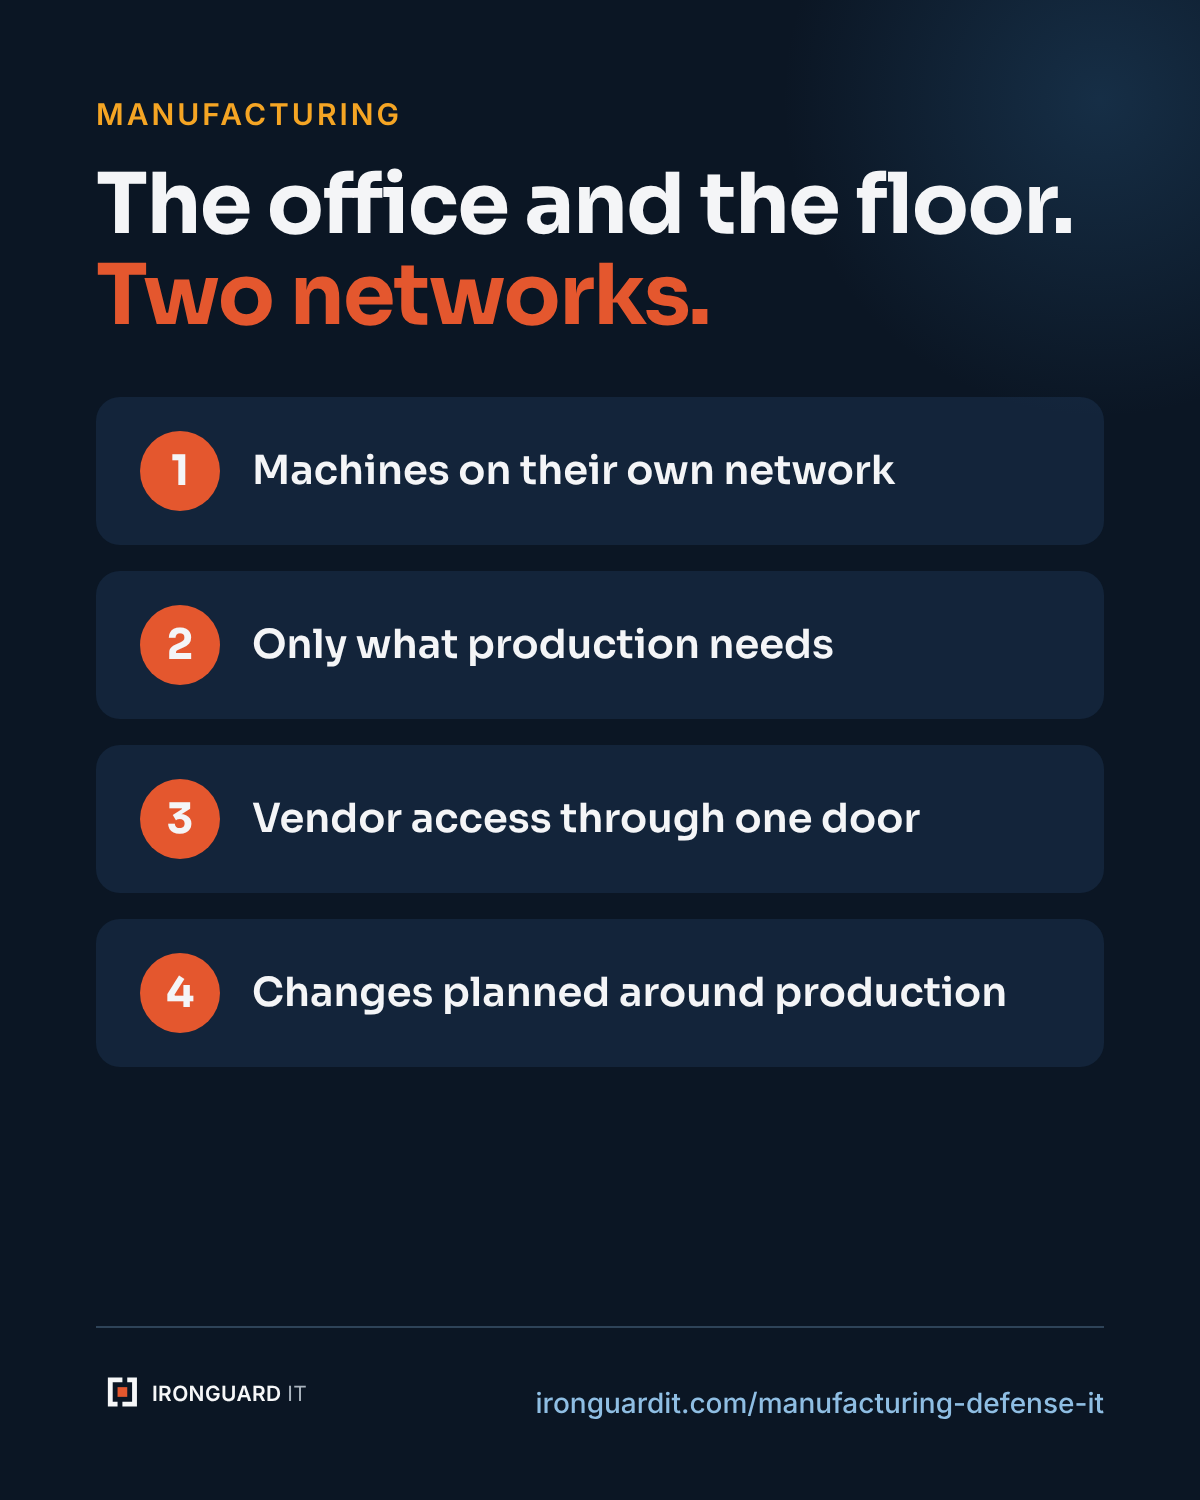 MANUFACTURING
The office and the floor.
Two networks.
1 Machines on their own network
2 Only what production needs
3 Vendor access through one door
4 Changes planned around production
IRONGUARD IT
ironguardit.com/manufacturing-defense-it